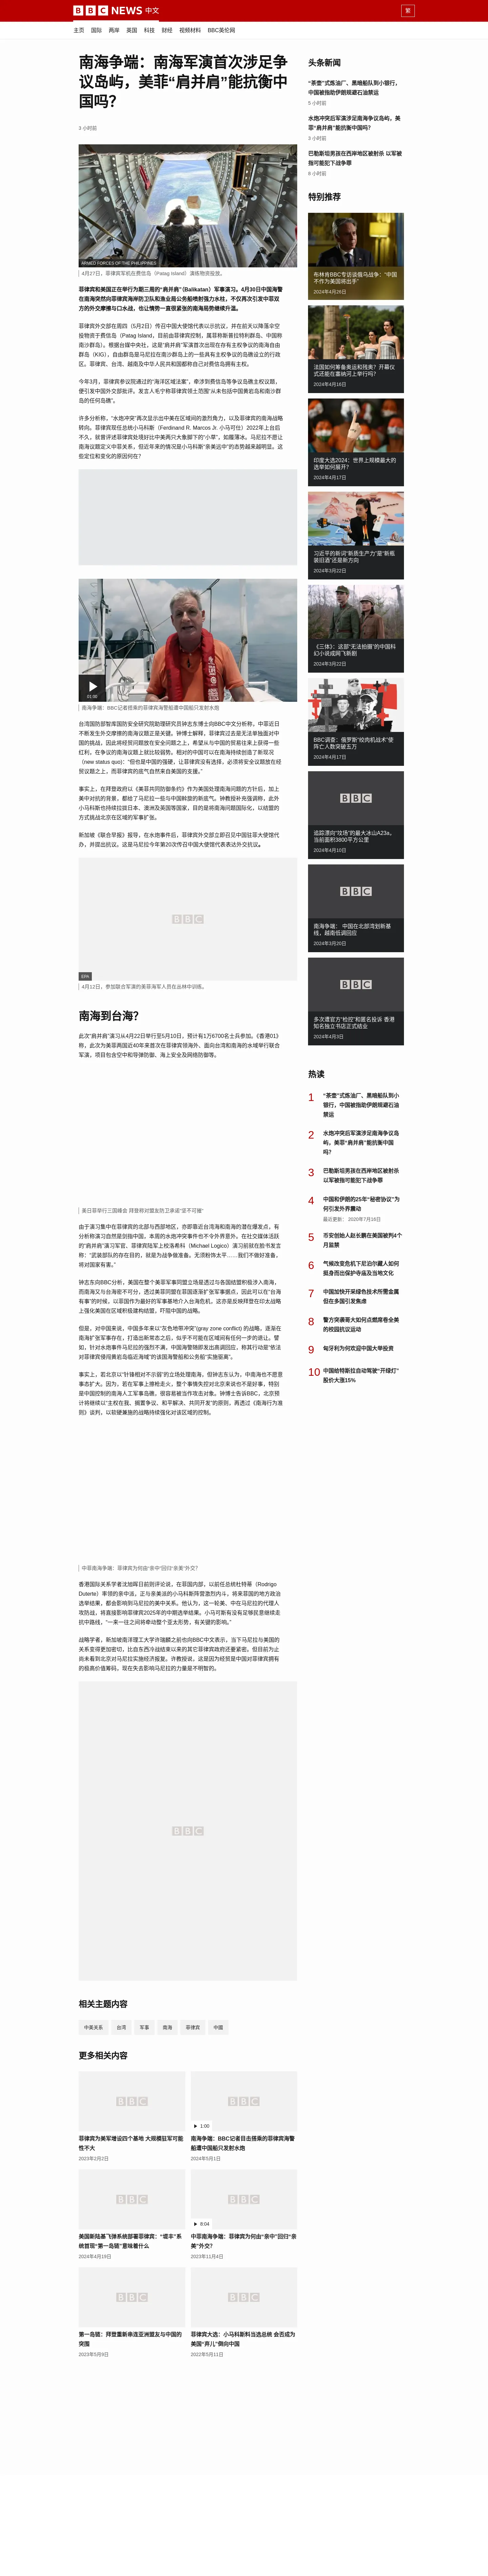 BBC NEWS 中文
繁
主页 国际 两岸 英国 科技 财经 视频材料 BBC英伦网
南海争端：南海军演首次涉足争
议岛屿，美菲“肩并肩”能抗衡中
国吗？
3 小时前
ARMED FORCES OF THE PHILIPPINES
4月27日，菲律宾军机在费信岛（Patag Island）演练物资投放。
菲律宾和美国正在举行为期三周的“肩并肩”（Balikatan）军事演习。4月30日中国海警
在南海突然向菲律宾海岸防卫队和渔业局公务船喷射强力水柱，不仅再次引发中菲双
方的外交摩擦与口水战，也让情势一直很紧张的南海局势继续升温。
菲律宾外交部在周四（5月2日）传召中国大使馆代表以示抗议，并在前天以降落伞空
投物资于费信岛（Patag Island，目前由菲律宾控制，属菲称斯普拉特利群岛、中国称
南沙群岛）。根据台媒中央社，这是“肩并肩”军演首次出现在存有主权争议的南海自由
群岛（KIG），自由群岛是马尼拉在南沙群岛上的一些具有主权争议的岛礁设立的行政
区。菲律宾、台湾、越南及中华人民共和国都称自己对费信岛拥有主权。
今年3月，菲律宾参议院通过的“海洋区域法案”，牵涉到费信岛等争议岛礁主权议题，
便引发中国外交部批评。发言人毛宁称菲律宾领土范围“从未包括中国黄岩岛和南沙群
岛的任何岛礁”。
许多分析称，“水炮冲突”再次显示出中美在区域间的激烈角力，以及菲律宾的南海战略
转向。菲律宾现任总统小马科斯（Ferdinand R. Marcos Jr. 小马可仕）2022年上台后
不久，就曾评述菲律宾处境好比中美两只大象脚下的“小草”，如履薄冰。马尼拉不愿让
南海议题定义中菲关系，但近年来的情况是小马科斯“亲美远中”的态势越来越明显。这
些定位和变化的原因何在？
01:00
南海争端：BBC记者搭乘的菲律宾海警船遭中国船只发射水炮
台湾国防部智库国防安全研究院助理研究员钟志东博士向BBC中文分析称，中菲近日
不断发生外交摩擦的南海议题正是关键。钟博士解释，菲律宾过去是无法单独面对中
国的挑战，因此将经贸问题放在安全问题之上，希望从与中国的贸易往来上获得一些
红利，在南海议题上就比较弱势。相对的中国可以在南海持续创造了新的现况
（new status quo）：“但也是中国的强硬，让菲律宾没有选择，必须将安全议题放在经
贸议题之上，而菲律宾的底气自然来自美国的支援。”
事实上，在拜登政府以《美菲共同防御条约》作为美国处理南海问题的方针后，加上
美中对抗的背景，都给了马尼拉一些与中国斡旋的新底气。钟教授补充强调称，此外
小马科斯也持续拉拢日本、澳洲及英国等国家，目的是将南海问题国际化，以结盟的
方式挑战北京在区域的军事扩张。
新加坡《联合早报》报导，在水炮事件后，菲律宾外交部立即召见中国驻菲大使馆代
办，并提出抗议。这是马尼拉今年第20次传召中国大使馆代表表达外交抗议。
BBC
EPA
4月12日，参加联合军演的美菲海军人员在丛林中训练。
南海到台海？
此次“肩并肩”演习从4月22日举行至5月10日，预计有1万6700名士兵参加。《香港01》
称，此次为美菲两国近40年来首次在菲律宾领海外、面向台湾和南海的水域举行联合
军演，项目包含空中和导弹防御、海上安全及网络防御等。
美日菲举行三国峰会 拜登称对盟友防卫承诺“坚不可摧”
由于演习集中在菲律宾的北部与西部地区，亦即靠近台湾海和南海的潜在爆发点，有
分析称演习自然是剑指中国，本周的水炮冲突事件也不令外界意外。在社交媒体活跃
的“肩并肩”演习军官、菲律宾陆军上校洛希科（Michael Logico）演习前就在脸书发言
称：“武装部队的存在的目的，就是为战争做准备。无须粉饰太平……我们不做好准备，
将对国家有害。”
钟志东向BBC分析，美国在整个美菲军事同盟立场是透过与各国结盟积极涉入南海，
而南海又与台海密不可分，透过美菲同盟在菲国逐渐扩张军事据点，因此可以在“台海
有事”的时候，以菲国作为最好的军事基地介入台海危机。这亦是反映拜登在印太战略
上强化美国在区域积极建构结盟，吓阻中国的战略。
但是，对中国来说，中国多年来以“灰色地带冲突”(gray zone conflict) 的战略，逐渐在
南海扩张军事存在，打造出新常态之后，似乎不可能在区域间有任何一步的退让。譬
如，针对水炮事件马尼拉的强烈不满，中国海警随即发出高调回应，称其行动是“依法
对菲律宾侵闯黄岩岛临近海域”的该国海警船和公务船“实施驱离”。
事实上，若北京以“针锋相对不示弱”的立场处理南海，但钟志东认为，中南海也不愿意
事态扩大。因为，若在军事上擦枪走火，整个事情失控对北京来说也不是好事，特别
是中国控制的南海人工军事岛礁，很容易被当作攻击对象。钟博士告诉BBC，北京预
计将继续以“主权在我、搁置争议、和平解决、共同开发”的原则，再透过《南海行为准
则》谈判，以软硬兼施的战略持续强化对该区域的控制。
中菲南海争端：菲律宾为何由“亲中”回归“亲美”外交？
香港国际关系学者沈旭晖日前则评论说，在菲国内部，以前任总统杜特蒂（Rodrigo
Duterte）率领的亲中派，正与亲美派的小马科斯阵营激烈内斗，将来菲国的地方政治
选举结果，都会影响到马尼拉的美中关系。他认为，这一轮美、中在马尼拉的代理人
攻防战，将直接影响菲律宾2025年的中期选举结果。小马可斯有没有足够民意继续走
抗中路线，“一来一往之间将牵动整个亚太形势，有关键的影响。”
战略学者，新加坡南洋理工大学许瑞麟之前也向BBC中文表示，当下马尼拉与美国的
关系变得更加密切，比自东西冷战结束以来的其它菲律宾政府还要紧密。但目前为止
尚未看到北京对马尼拉实施经济报复。许教授说，这是因为经贸是中国对菲律宾拥有
的极高价值筹码，现在失去影响马尼拉的力量是不明智的。
BBC
相关主题内容
中美关系 台湾 军事 南海 菲律宾 中國
更多相关内容
BBC
菲律宾为美军增设四个基地 大规模驻军可能
性不大
2023年2月2日
BBC
1:00
南海争端：BBC记者目击搭乘的菲律宾海警
船遭中国船只发射水炮
2024年5月1日
BBC
美国新陆基飞弹系统部署菲律宾：“堤丰”系
统首现“第一岛链”意味着什么
2024年4月19日
BBC
8:04
中菲南海争端：菲律宾为何由“亲中”回归“亲
美”外交？
2023年11月4日
BBC
第一岛链：拜登重新串连亚洲盟友与中国的
突围
2023年5月9日
BBC
菲律宾大选：小马科斯料当选总统 会否成为
美国“弃儿”倒向中国
2022年5月11日
头条新闻
“茶壶”式炼油厂、黑暗船队到小银行，
中国被指助伊朗规避石油禁运
5 小时前
水炮冲突后军演涉足南海争议岛屿，美
菲“肩并肩”能抗衡中国吗？
3 小时前
巴勒斯坦男孩在西岸地区被射杀 以军被
指可能犯下战争罪
8 小时前
特别推荐
布林肯BBC专访谈俄乌战争：“中国
不作为美国将出手”
2024年4月26日
法国如何筹备奥运和残奥？开幕仪
式还能在塞纳河上举行吗？
2024年4月16日
印度大选2024：世界上规模最大的
选举如何展开？
2024年4月17日
习近平的新词“新质生产力”是“新瓶
装旧酒”还是新方向
2024年3月22日
《三体》：这部“无法拍摄”的中国科
幻小说成网飞新剧
2024年3月22日
BBC调查：俄罗斯“绞肉机战术”使
阵亡人数突破五万
2024年4月17日
BBC
追踪漂向“坟场”的最大冰山A23a，
当前面积3800平方公里
2024年4月10日
BBC
南海争端： 中国在北部湾划新基
线，越南低调回应
2024年3月20日
BBC
多次遭官方“检控”和匿名投诉 香港
知名独立书店正式结业
2024年4月3日
热读
1 “茶壶”式炼油厂、黑暗船队到小
银行，中国被指助伊朗规避石油
禁运
2 水炮冲突后军演涉足南海争议岛
屿，美菲“肩并肩”能抗衡中国
吗？
3 巴勒斯坦男孩在西岸地区被射杀
以军被指可能犯下战争罪
4 中国和伊朗的25年“秘密协议”为
何引发外界震动
最近更新： 2020年7月16日
5 币安创始人赵长鹏在美国被判4个
月监禁
6 气候改变危机下尼泊尔藏人如何
挺身而出保护寺庙及当地文化
7 中国加快开采绿色技术所需金属
但在多国引发焦虑
8 警方突袭哥大如何点燃席卷全美
的校园抗议运动
9 匈牙利为何欢迎中国大举投资
10 中国给特斯拉自动驾驶“开绿灯”
股价大涨15%